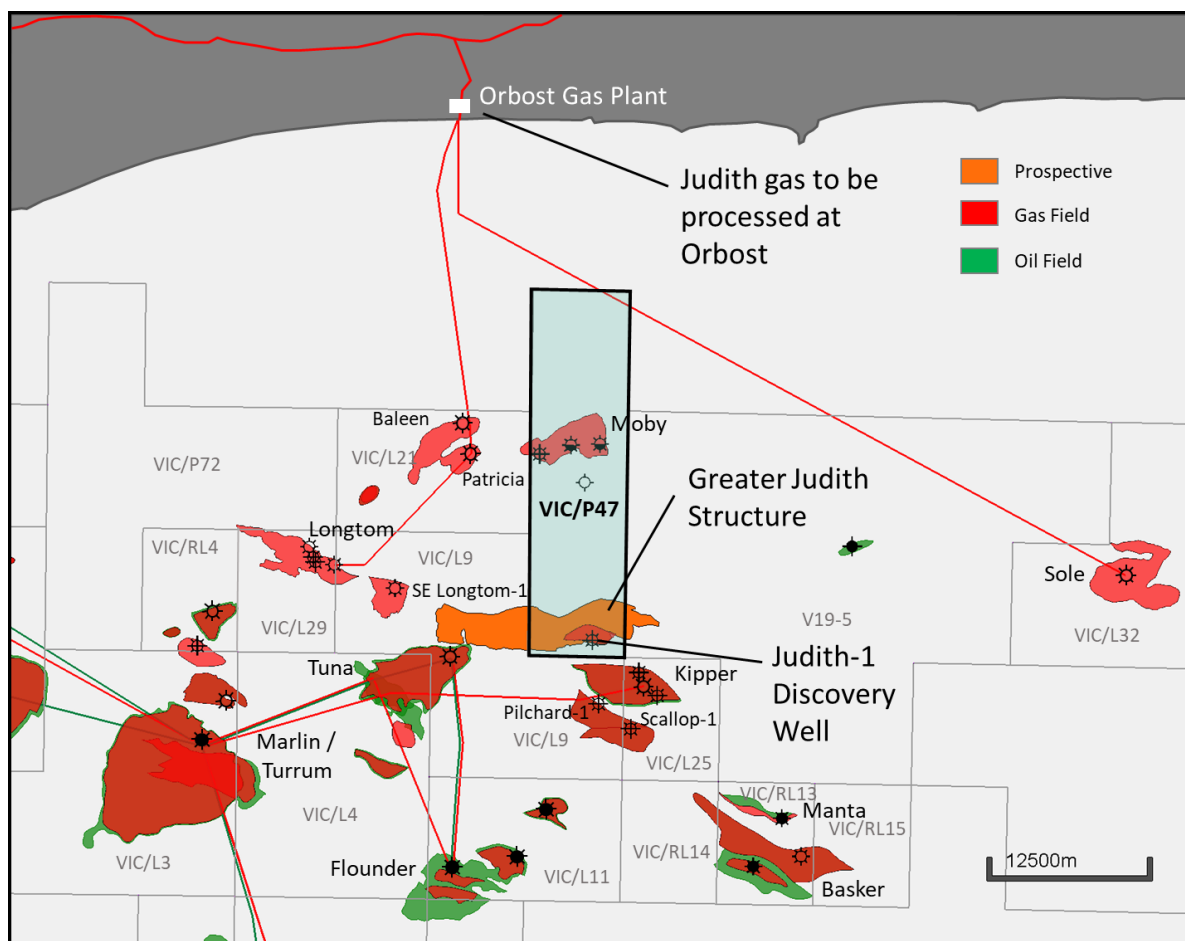 Orbost Gas Plant
Judith gas to be
processed at
Orbost
Prospective
Gas Field
Oil Field
Baleen
Moby
VIC/P72
VIC/L21
Patricia
VIC/P47
Greater Judith
Structure
Longtom
VIC/RL4
VIC/L9
Sole
SE Longtom-1
V19-5
VIC/L29
VIC/L32
Tuna
Kipper
Judith-1
Discovery
Well
Pilchard-1
Scallop-1
VIC/L9
Marlin /
Turrum
VIC/L25
VIC/RL13
Manta
VIC/L4
VIC/RL15
VIC/L3
VIC/RL14
Flounder
VIC/L11
Basker
12500m